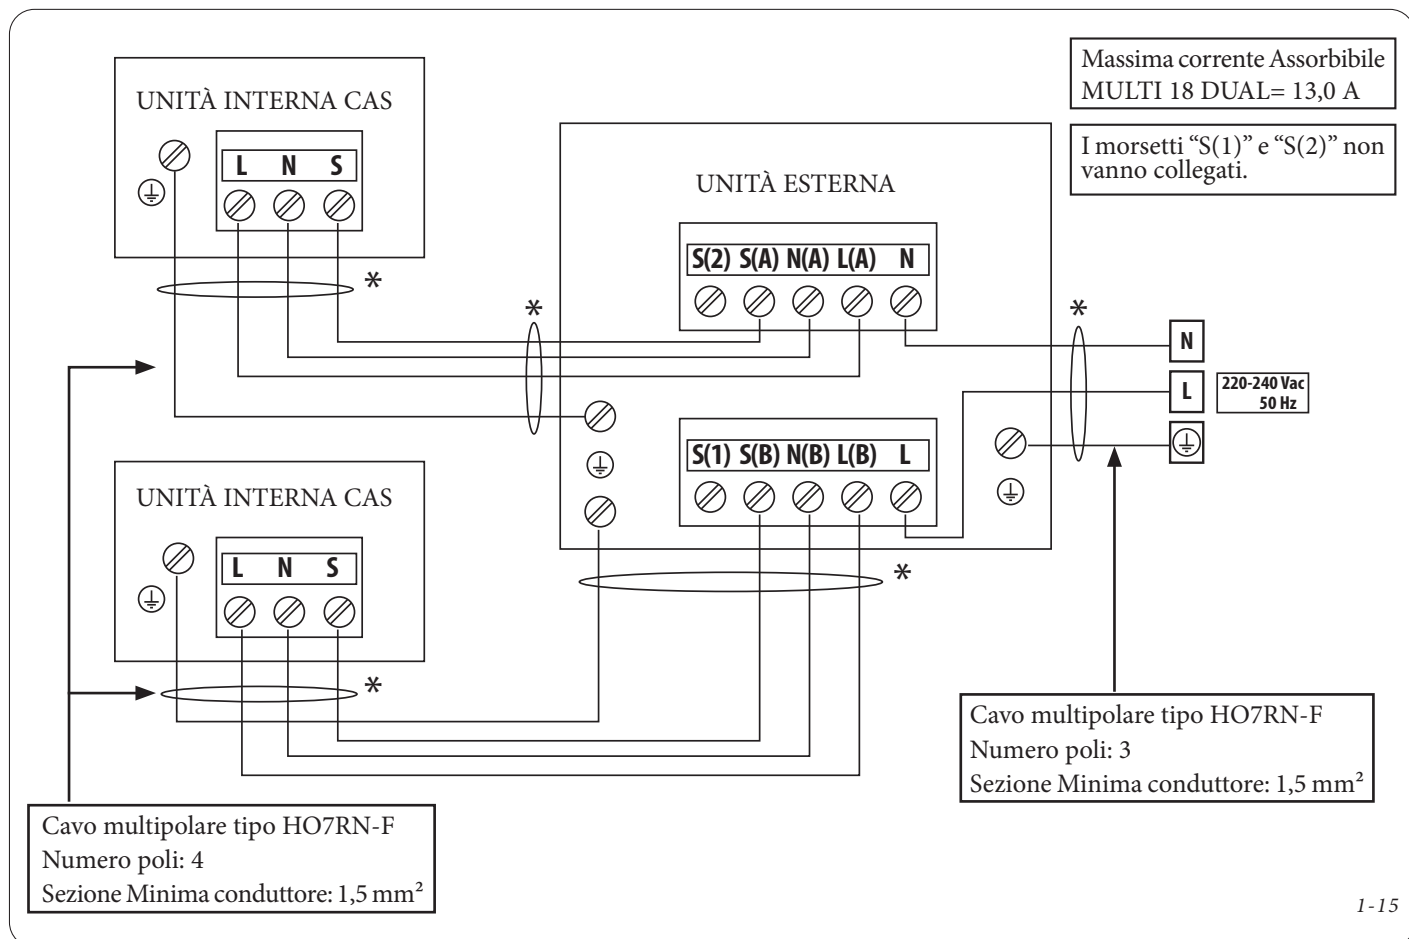 Massima corrente Assorbibile
MULTI 18 DUAL= 13,0 A
I morsetti “S(1)” e “S(2)” non
vanno collegati.
UNITÀ INTERNA CAS
L N S
*
UNITÀ ESTERNA
S(2) S(A) N(A) L(A) N
*
*
N
L
220-240 Vac
50 Hz
S(1) S(B) N(B) L(B) L
*
UNITÀ INTERNA CAS
L N S
*
Cavo multipolare tipo HO7RN-F
Numero poli: 3
Sezione Minima conduttore: 1,5 mm²
Cavo multipolare tipo HO7RN-F
Numero poli: 4
Sezione Minima conduttore: 1,5 mm²
1-15